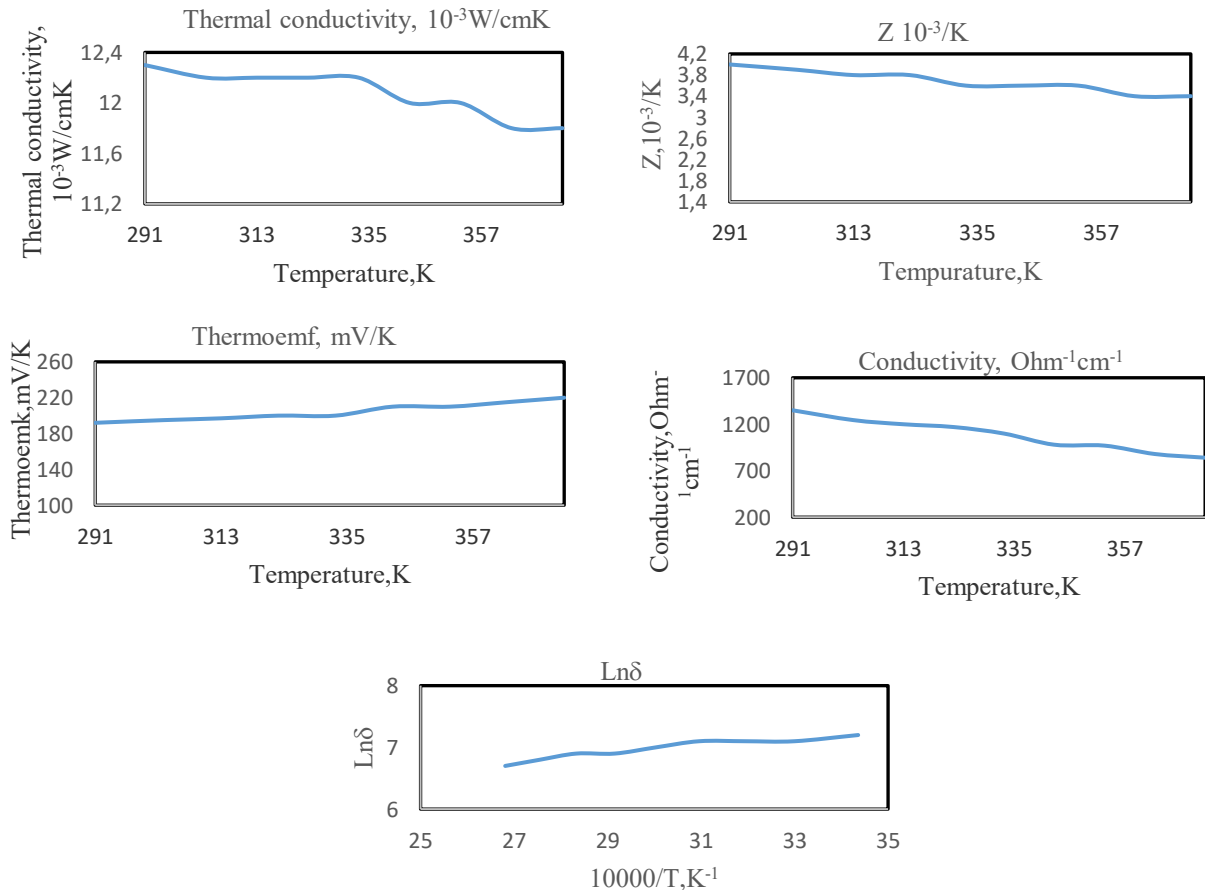 Thermal conductivity, 10⁻³W/cmK
Thermal conductivity,
10⁻³W/cmK
12,4
12
11,6
11,2
291 313 335 357
Temperature,K
Z 10⁻³/K
Z,10⁻³/K
4,2
3,8
3,4
3
2,6
2,2
1,8
1,4
291 313 335 357
Tempurature,K
Thermoemf, mV/K
Thermoemk,mV/K
260
220
180
140
100
291 313 335 357
Temperature,K
Conductivity, Ohm⁻¹cm⁻¹
Conductivity,Ohm⁻
¹cm⁻¹
1700
1200
700
200
291 313 335 357
Temperature,K
Lnδ
Lnδ
8
7
6
25 27 29 31 33 35
10000/T,K⁻¹